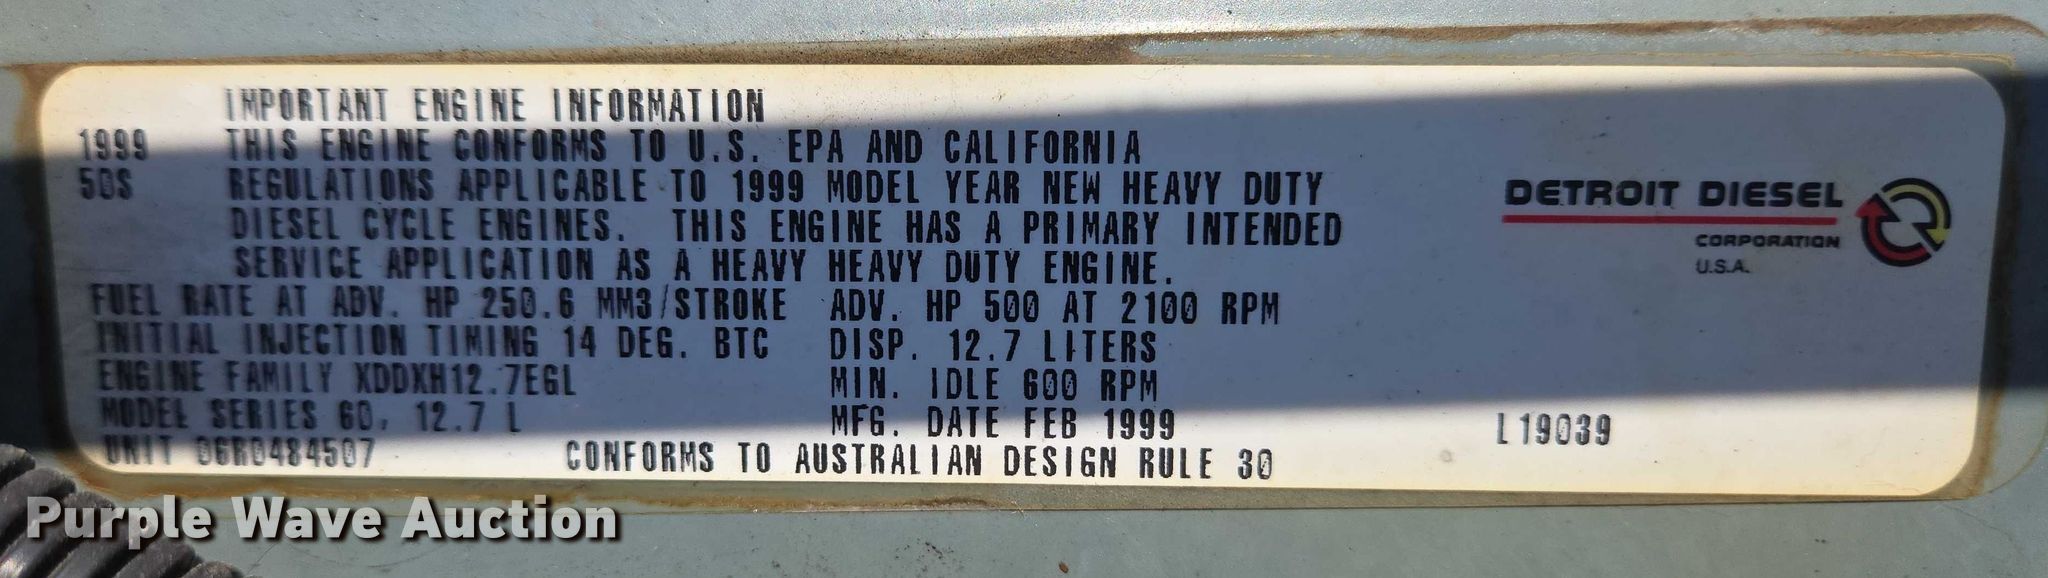 IMPORTANT ENGINE INFORMATION
1999 THIS ENGINE CONFORMS TO U.S. EPA AND CALIFORNIA
50S REGULATIONS APPLICABLE TO 1999 MODEL YEAR NEW HEAVY DUTY
DIESEL CYCLE ENGINES. THIS ENGINE HAS A PRIMARY INTENDED
SERVICE APPLICATION AS A HEAVY HEAVY DUTY ENGINE.
FUEL RATE AT ADV. HP 250.6 MM3/STROKE ADV. HP 500 AT 2100 RPM
INITIAL INJECTION TIMING 14 DEG. BTC DISP. 12.7 LITERS
ENGINE FAMILY XDDXH12.7EGL MIN. IDLE 600 RPM
MODEL SERIES 60, 12.7 L MFG. DATE FEB 1999
UNIT 06R0484507 CONFORMS TO AUSTRALIAN DESIGN RULE 30
DETROIT DIESEL
CORPORATION
U.S.A.
L19039
Purple Wave Auction